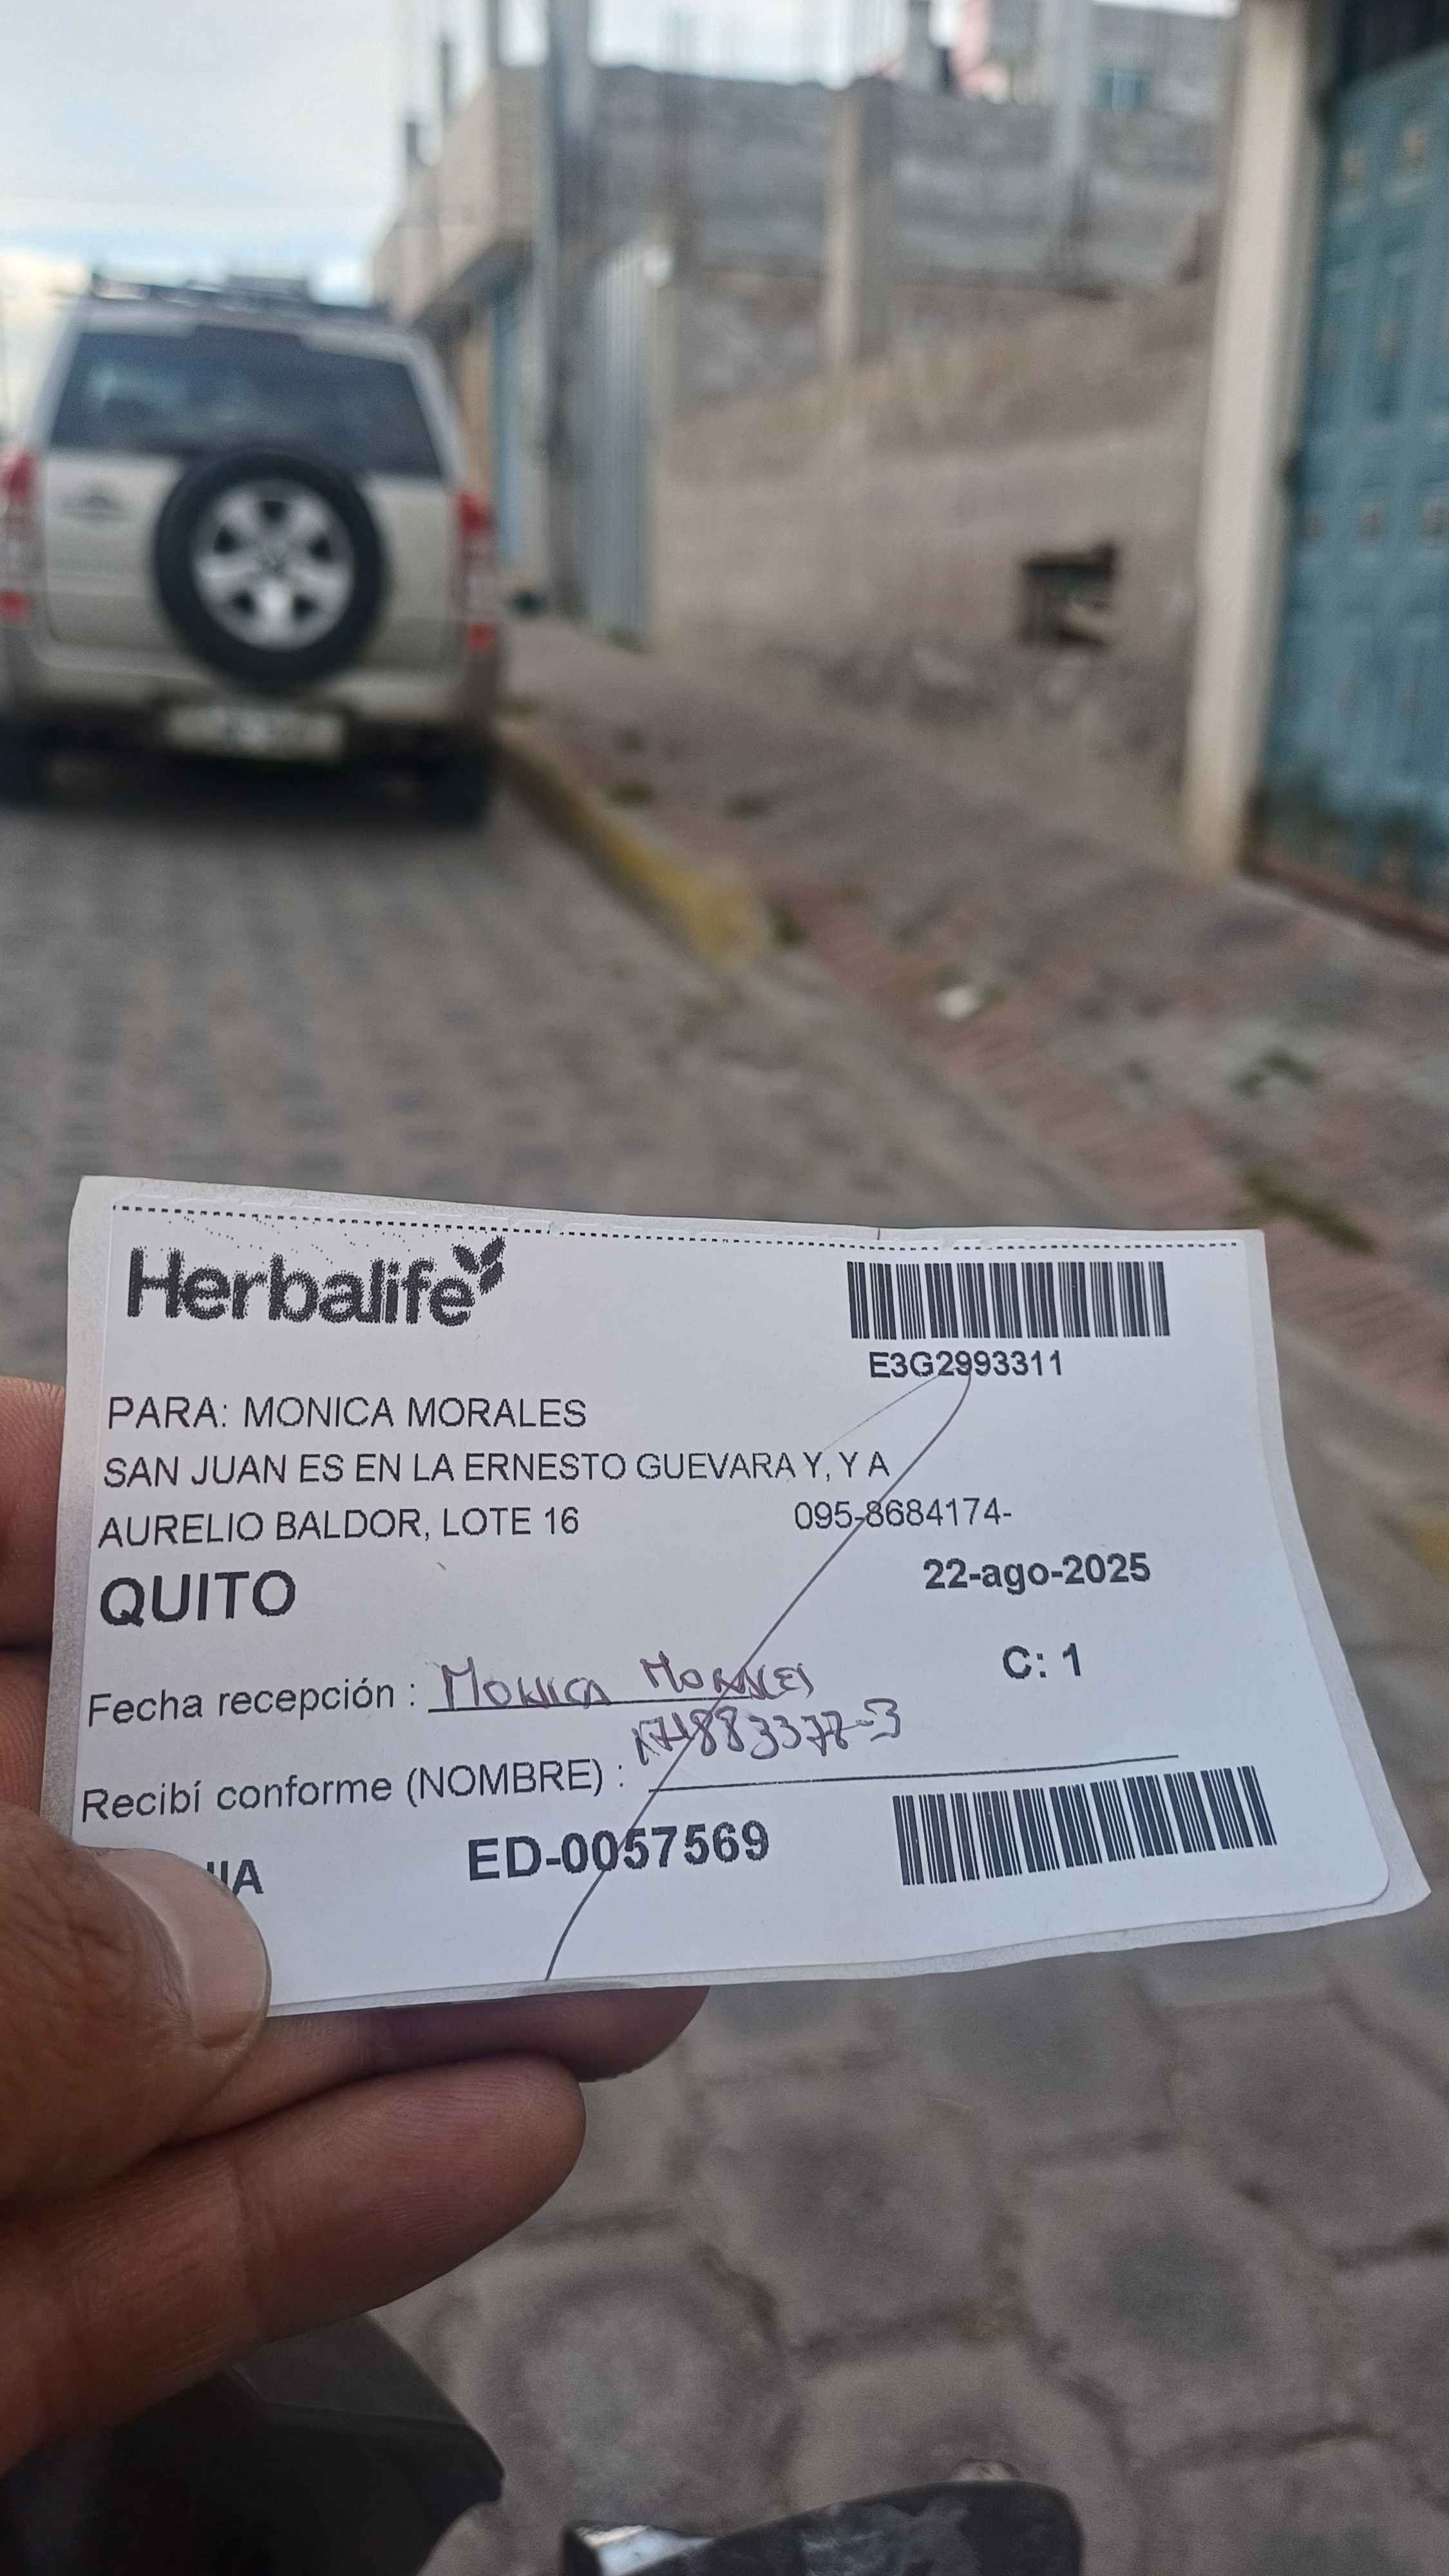 Herbalife
E3G2993311
PARA: MONICA MORALES
SAN JUAN ES EN LA ERNESTO GUEVARA Y, Y A
AURELIO BALDOR, LOTE 16 095-8684174-
QUITO 22-ago-2025
C: 1
Fecha recepción : MONICA MORALES
Recibí conforme (NOMBRE) :
ED-0057569